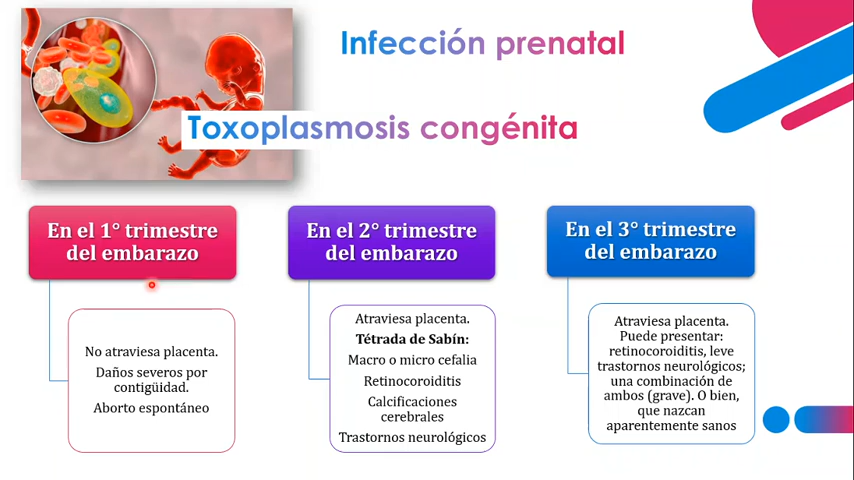 Infección prenatal
Toxoplasmosis congénita
En el 1° trimestre
del embarazo
No atraviesa placenta.
Daños severos por
contigüidad.
Aborto espontáneo
En el 2° trimestre
del embarazo
Atraviesa placenta.
Tétrada de Sabín:
Macro o micro cefalia
Retinocoroiditis
Calcificaciones
cerebrales
Trastornos neurológicos
En el 3° trimestre
del embarazo
Atraviesa placenta.
Puede presentar:
retinocoroiditis, leve
trastornos neurológicos;
una combinación de
ambos (grave). O bien,
que nazcan
aparentemente sanos